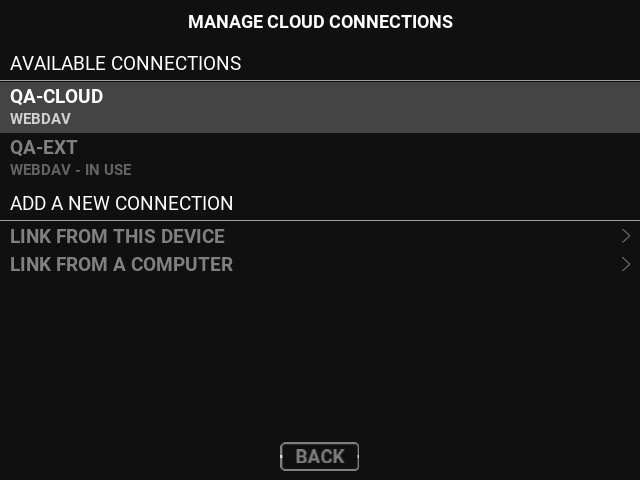 MANAGE CLOUD CONNECTIONS
AVAILABLE CONNECTIONS
QA-CLOUD
WEBDAV
QA-EXT
WEBDAV - IN USE
ADD A NEW CONNECTION
LINK FROM THIS DEVICE
LINK FROM A COMPUTER
BACK